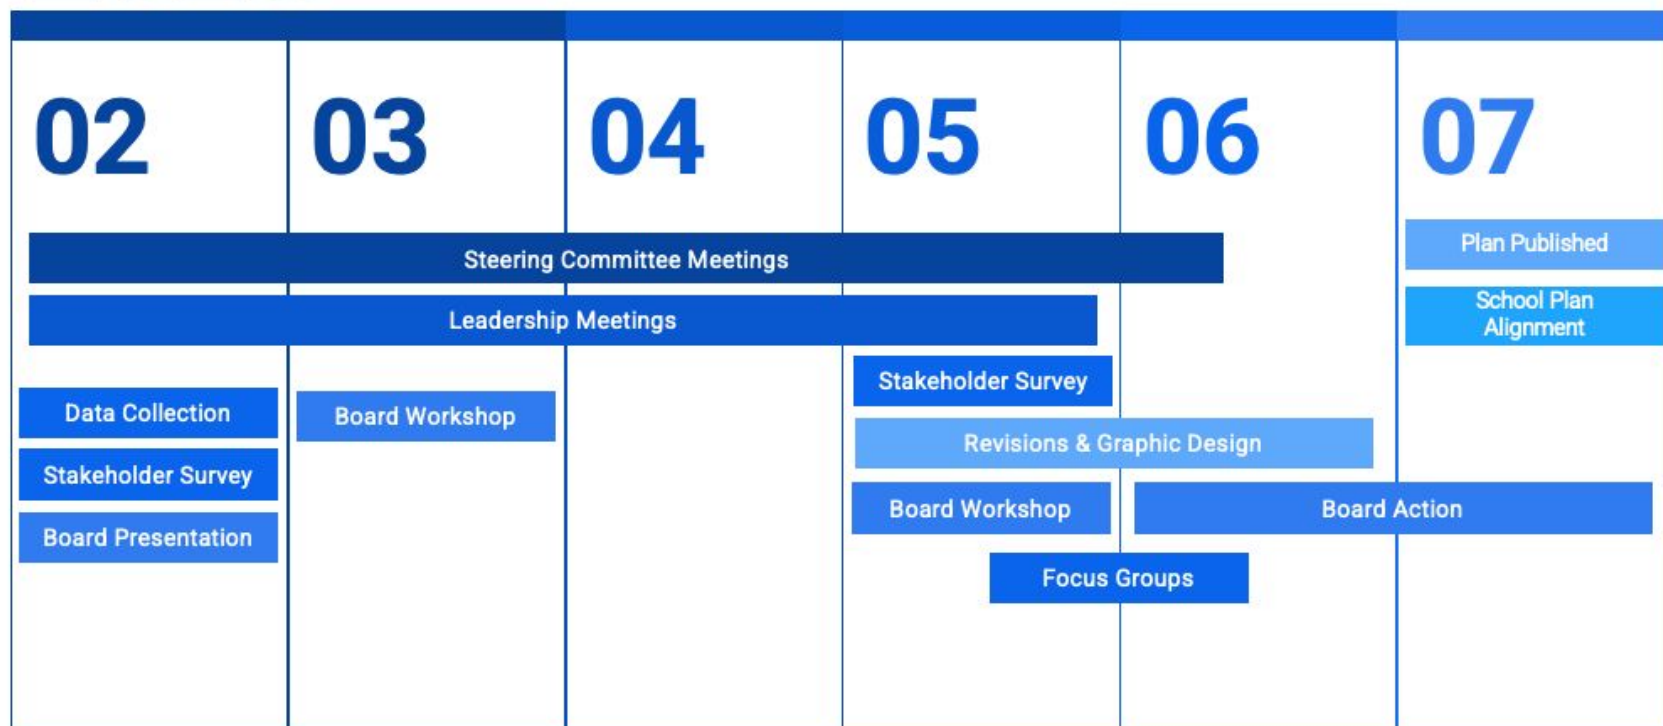 02
03
04
05
06
07
Steering Committee Meetings
Plan Published
Leadership Meetings
School Plan
Alignment
Stakeholder Survey
Data Collection
Board Workshop
Revisions & Graphic Design
Stakeholder Survey
Board Workshop
Board Action
Board Presentation
Focus Groups